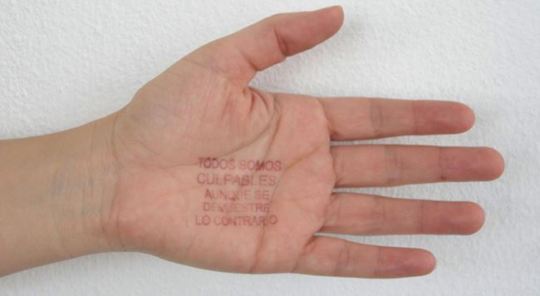 TODOS SOMOS
CULPABLES
AUNQUE SE
DEMUESTRE
LO CONTRARIO